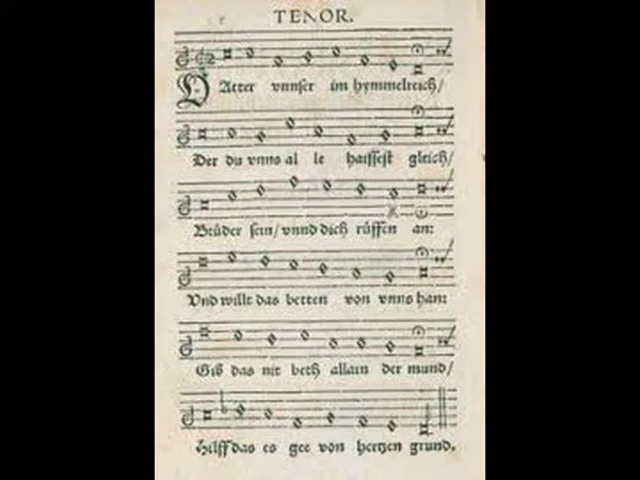 TENOR.
VAtter vnnser im hymmelreich/
Der du vnns al le haissest gleich/
Brůder sein/ vnnd dich růffen an:
Vnd willt das betten von vnns han:
Gib das nit beth allain der mund/
Hilff das es gee von hertzen grund.